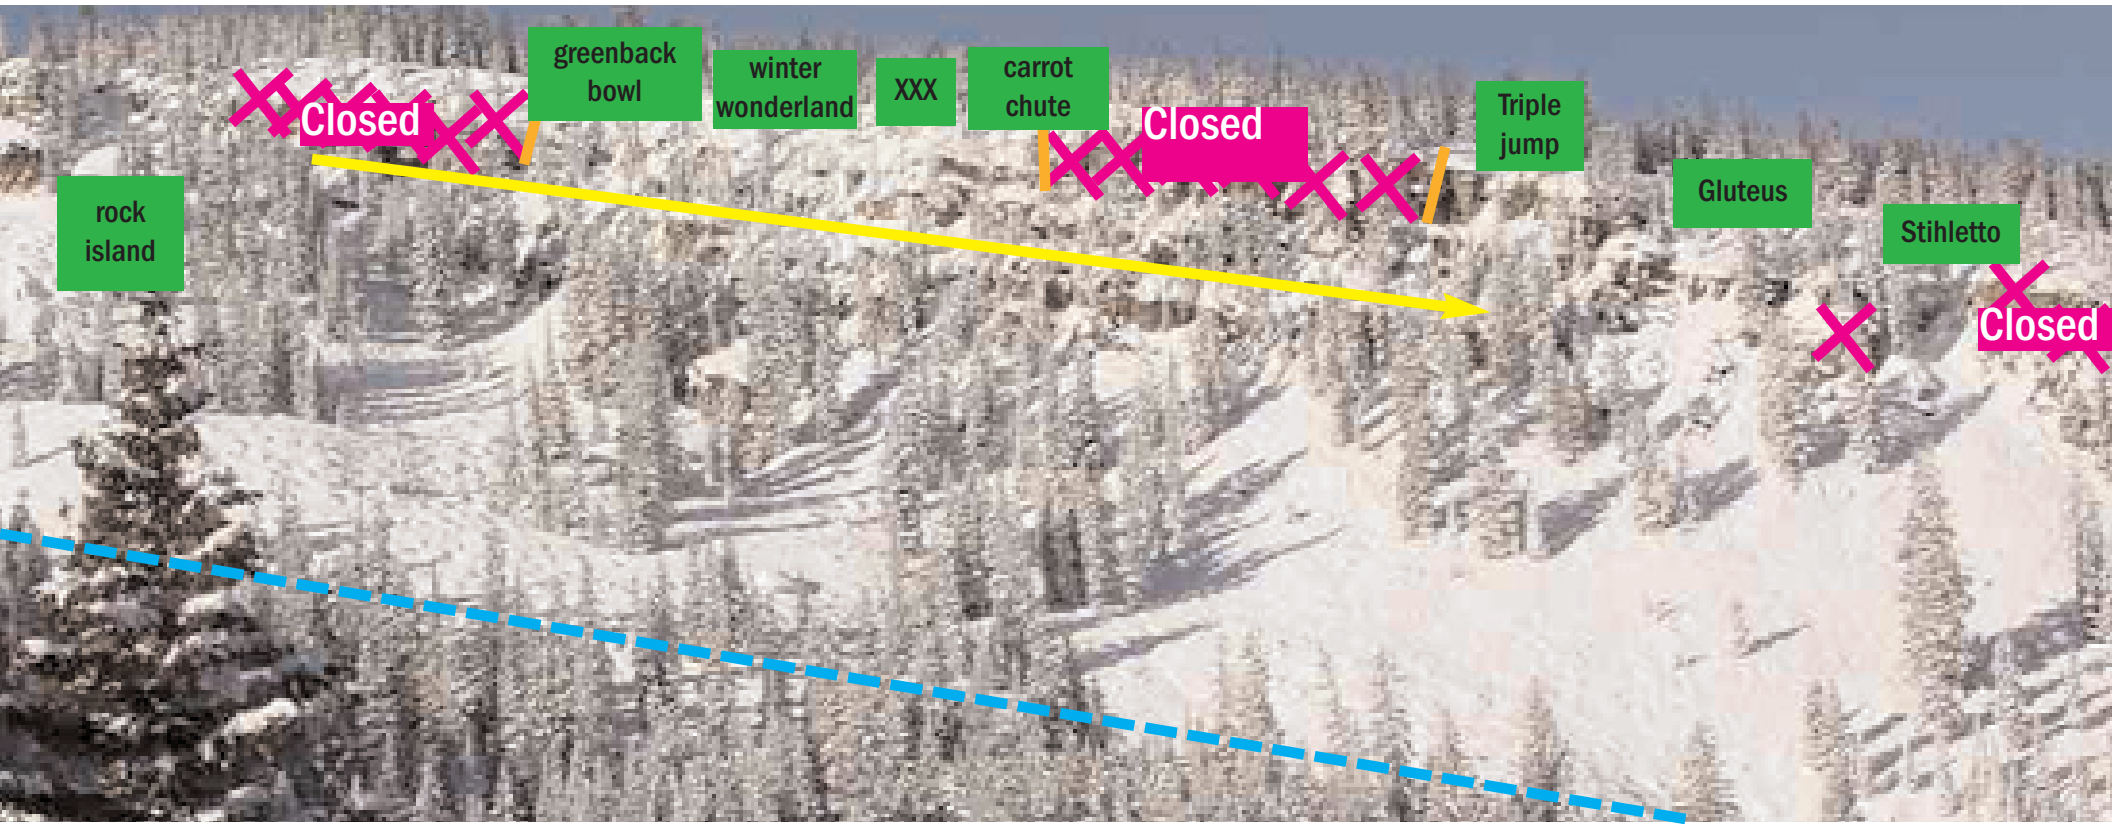 greenback
bowl
winter
wonderland
XXX
carrot
chute
Closed
Closed
Triple
jump
rock
island
Gluteus
Stihletto
Closed